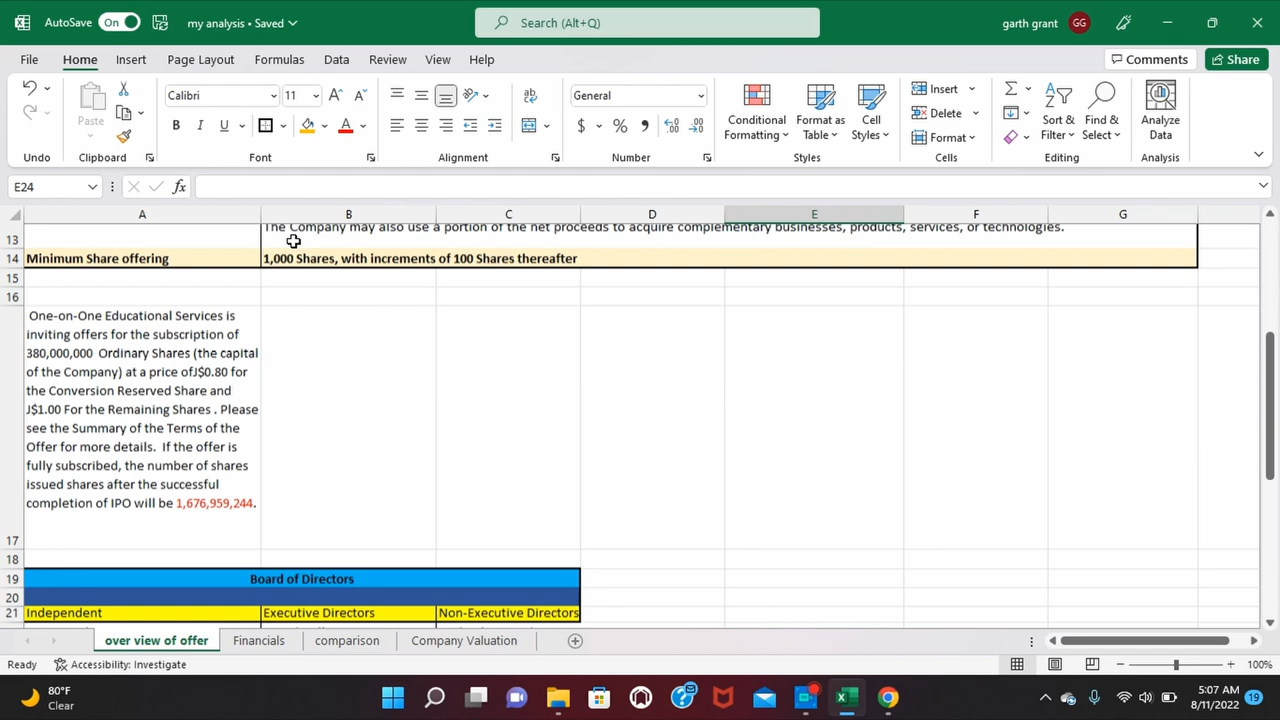 AutoSave On my analysis • Saved Search (Alt+Q) garth grant GG
File Home Insert Page Layout Formulas Data Review View Help Comments Share
Calibri 11 General Insert
Paste Conditional Formatting Format as Table Cell Styles Delete Sort & Filter Find & Select Analyze Data
Format
Undo Clipboard Font Alignment Number Styles Cells Editing Analysis
E24 fx
A B C D E F G
13 The Company may also use a portion of the net proceeds to acquire complementary businesses, products, services, or technologies.
14 Minimum Share offering 1,000 Shares, with increments of 100 Shares thereafter
15
16
One-on-One Educational Services is
inviting offers for the subscription of
380,000,000 Ordinary Shares (the capital
of the Company) at a price ofJ$0.80 for
the Conversion Reserved Share and
J$1.00 For the Remaining Shares . Please
see the Summary of the Terms of the
Offer for more details. If the offer is
fully subscribed, the number of shares
issued shares after the successful
completion of IPO will be 1,676,959,244.
17
18
19 Board of Directors
20
21 Independent Executive Directors Non-Executive Directors
over view of offer Financials comparison Company Valuation
Ready Accessibility: Investigate 100%
80°F 5:07 AM
Clear 8/11/2022 19